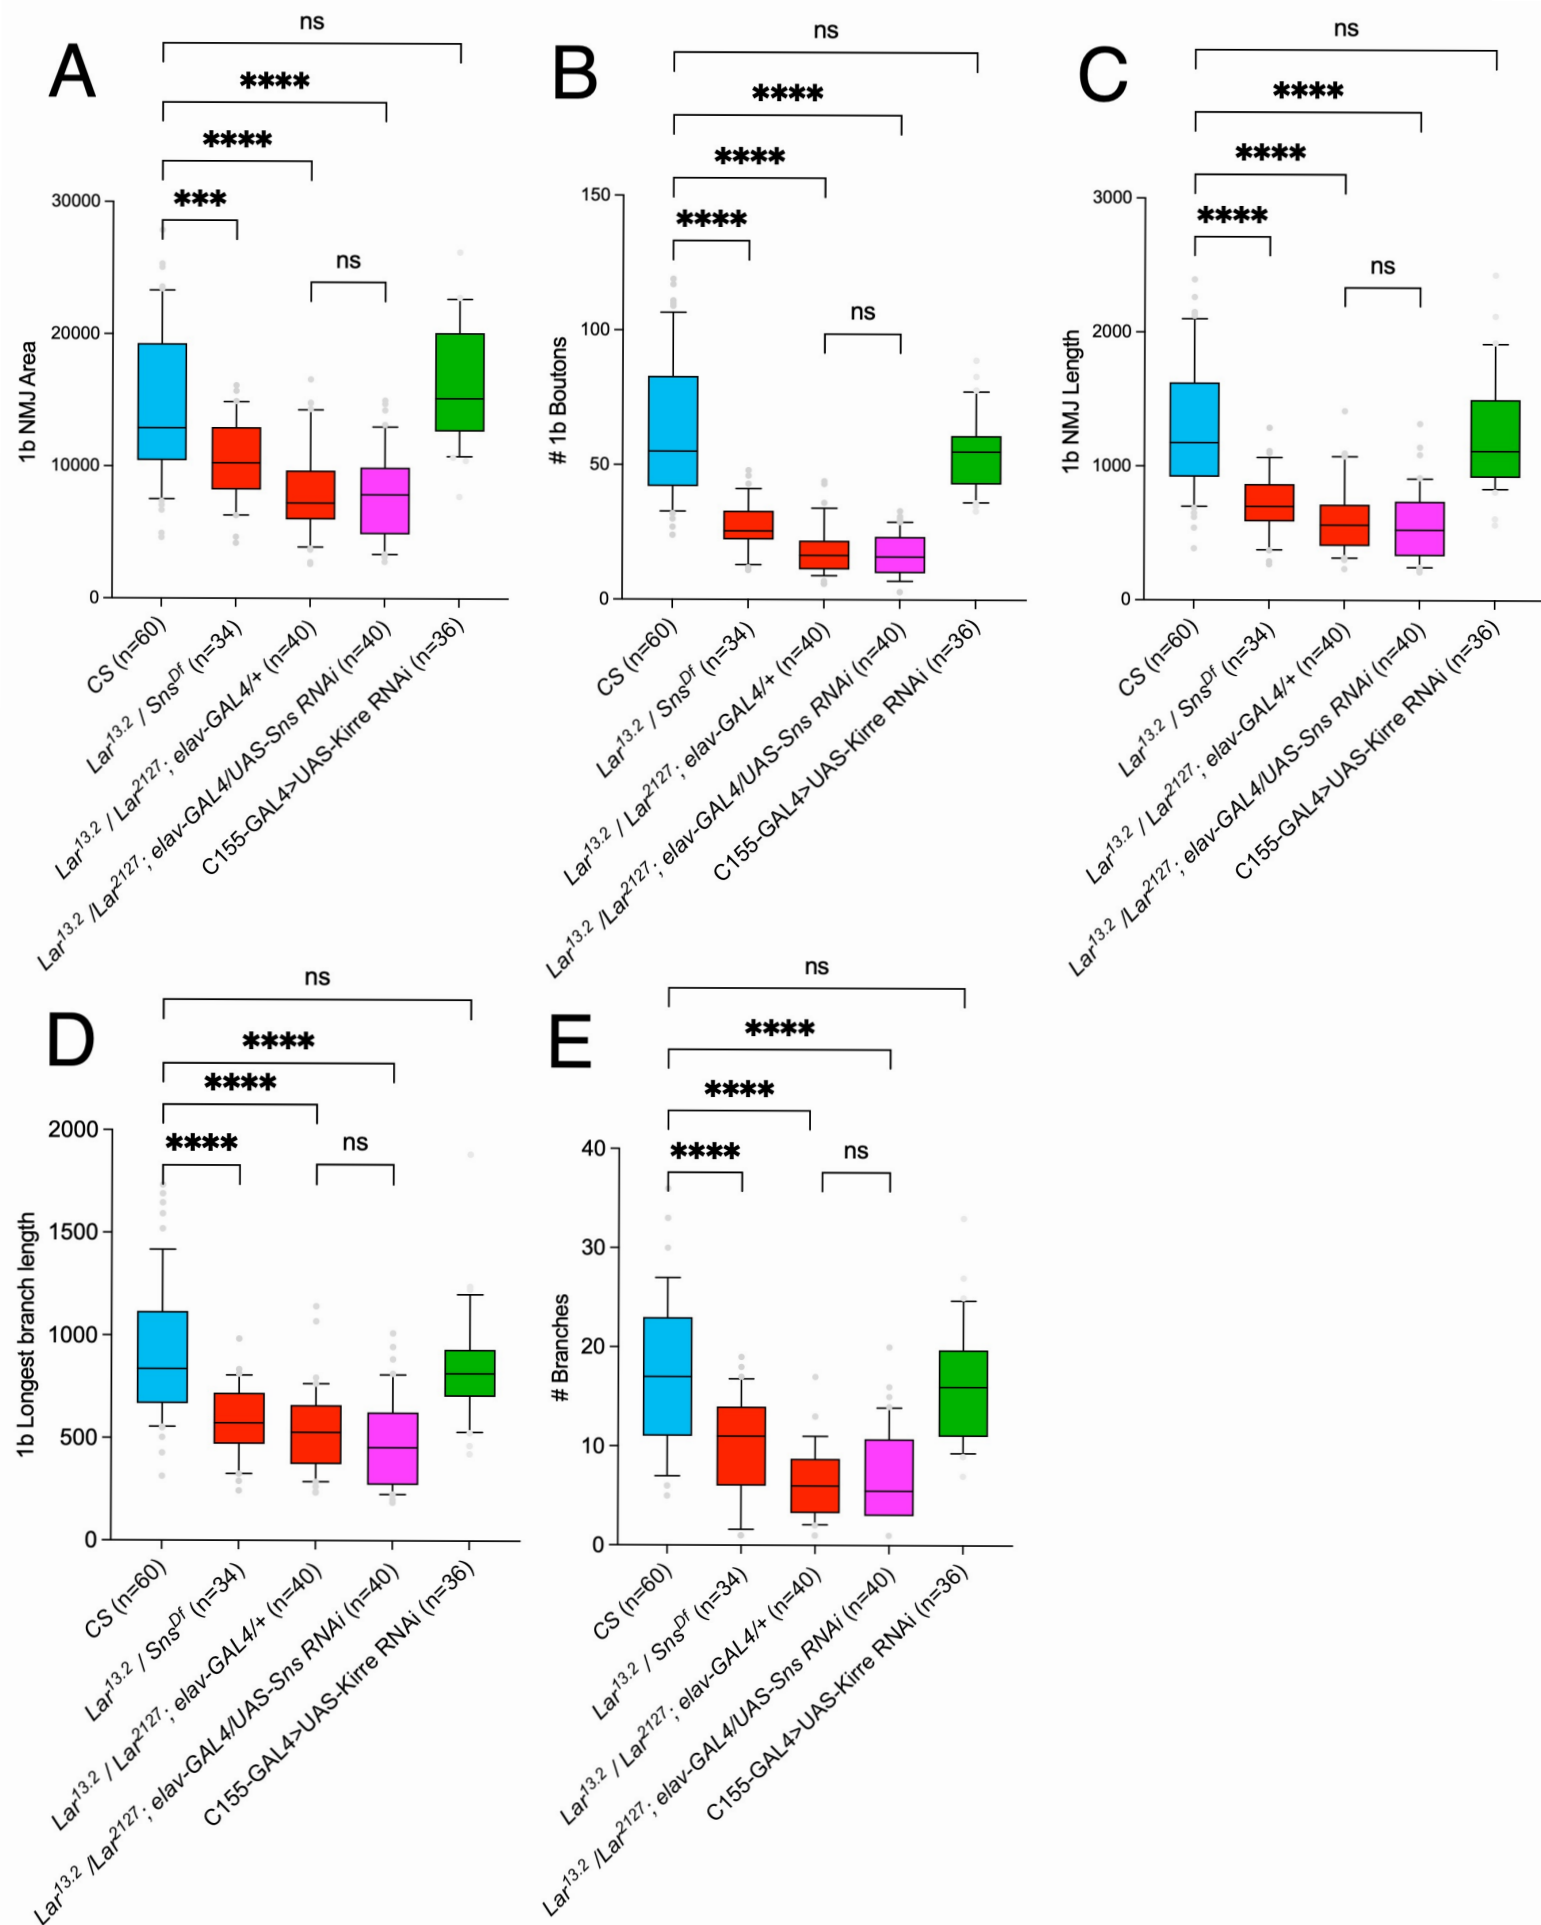 A
ns
****
****
***
ns
30000
20000
10000
0
1b NMJ Area
CS (n=60)
Lar13.2 / SnsDf (n=34)
Lar13.2 / Lar2127; elav-GAL4/+ (n=40)
Lar13.2 /Lar2127; elav-GAL4/UAS-Sns RNAi (n=40)
C155-GAL4>UAS-Kirre RNAi (n=36)
B
ns
****
****
****
ns
150
100
50
0
# 1b Boutons
CS (n=60)
Lar13.2 / SnsDf (n=34)
Lar13.2 / Lar2127; elav-GAL4/+ (n=40)
Lar13.2 /Lar2127; elav-GAL4/UAS-Sns RNAi (n=40)
C155-GAL4>UAS-Kirre RNAi (n=36)
C
ns
****
****
****
ns
3000
2000
1000
0
1b NMJ Length
CS (n=60)
Lar13.2 / SnsDf (n=34)
Lar13.2 / Lar2127; elav-GAL4/+ (n=40)
Lar13.2 /Lar2127; elav-GAL4/UAS-Sns RNAi (n=40)
C155-GAL4>UAS-Kirre RNAi (n=36)
D
ns
****
****
****
ns
2000
1500
1000
500
0
1b Longest branch length
CS (n=60)
Lar13.2 / SnsDf (n=34)
Lar13.2 / Lar2127; elav-GAL4/+ (n=40)
Lar13.2 /Lar2127; elav-GAL4/UAS-Sns RNAi (n=40)
C155-GAL4>UAS-Kirre RNAi (n=36)
E
ns
****
****
****
ns
40
30
20
10
0
# Branches
CS (n=60)
Lar13.2 / SnsDf (n=34)
Lar13.2 / Lar2127; elav-GAL4/+ (n=40)
Lar13.2 /Lar2127; elav-GAL4/UAS-Sns RNAi (n=40)
C155-GAL4>UAS-Kirre RNAi (n=36)